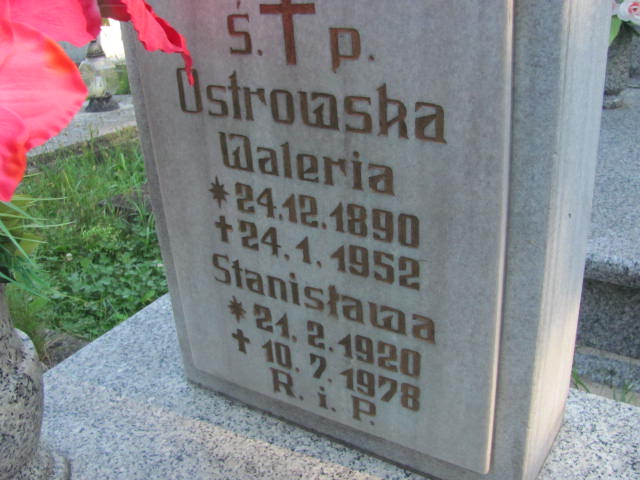 Ś. † p.
Ostrowska
Waleria
* 24.12.1890
† 24.1.1952
Stanisława
* 21.2.1920
† 10.7.1978
R. i. P.